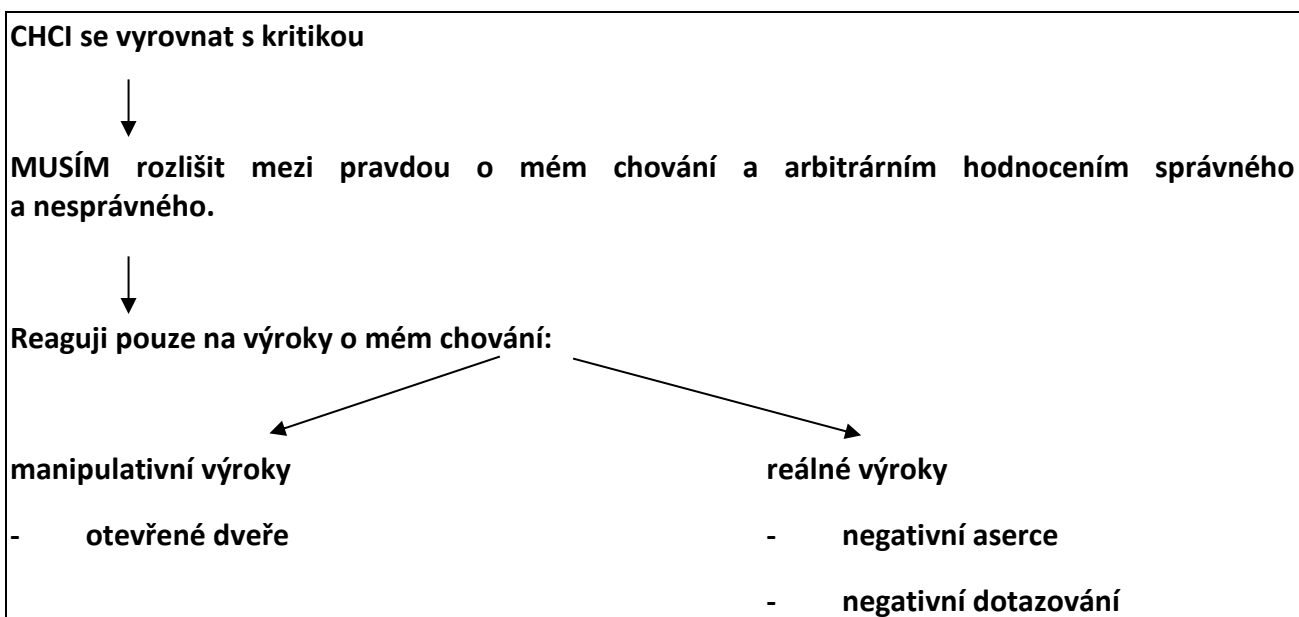 CHCI se vyrovnat s kritikou
MUSÍM rozlišit mezi pravdou o mém chování a arbitrárním hodnocením správného
a nesprávného.
Reaguji pouze na výroky o mém chování:
manipulativní výroky
- otevřené dveře
reálné výroky
- negativní aserce
- negativní dotazování